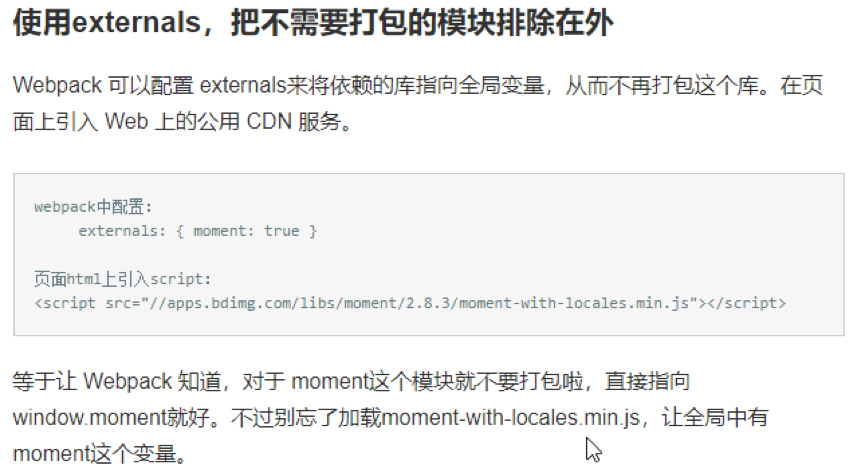 使用externals，把不需要打包的模块排除在外
Webpack 可以配置 externals来将依赖的库指向全局变量，从而不再打包这个库。在页
面上引入 Web 上的公用 CDN 服务。
webpack中配置：
externals: { moment: true }
页面html上引入script：
<script src="//apps.bdimg.com/libs/moment/2.8.3/moment-with-locales.min.js"></script>
等于让 Webpack 知道，对于 moment这个模块就不要打包啦，直接指向
window.moment就好。不过别忘了加载moment-with-locales.min.js，让全局中有
moment这个变量。